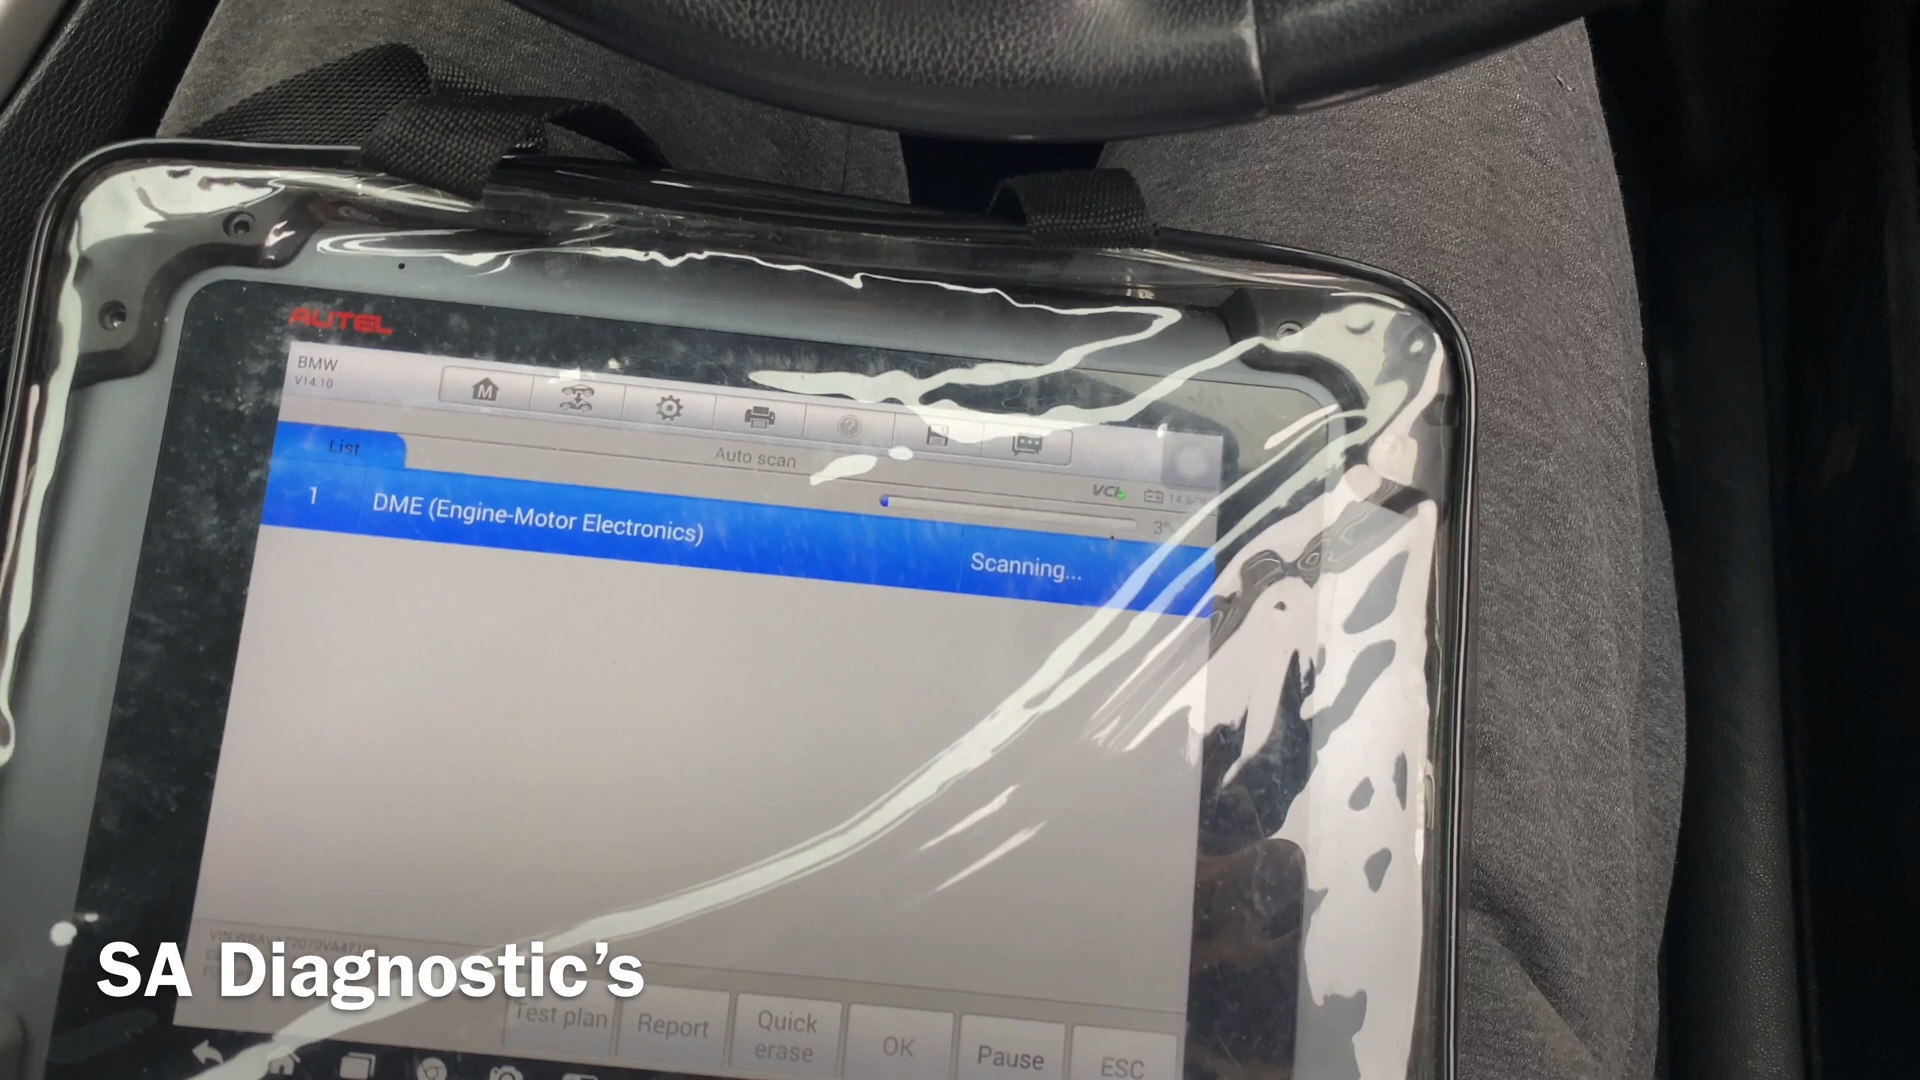 AUTEL
BMW
V14.10
List
Auto scan
VCI
1
DME (Engine-Motor Electronics)
Scanning...
SA Diagnostic’s
Test plan
Report
Quick
erase
OK
Pause
ESC